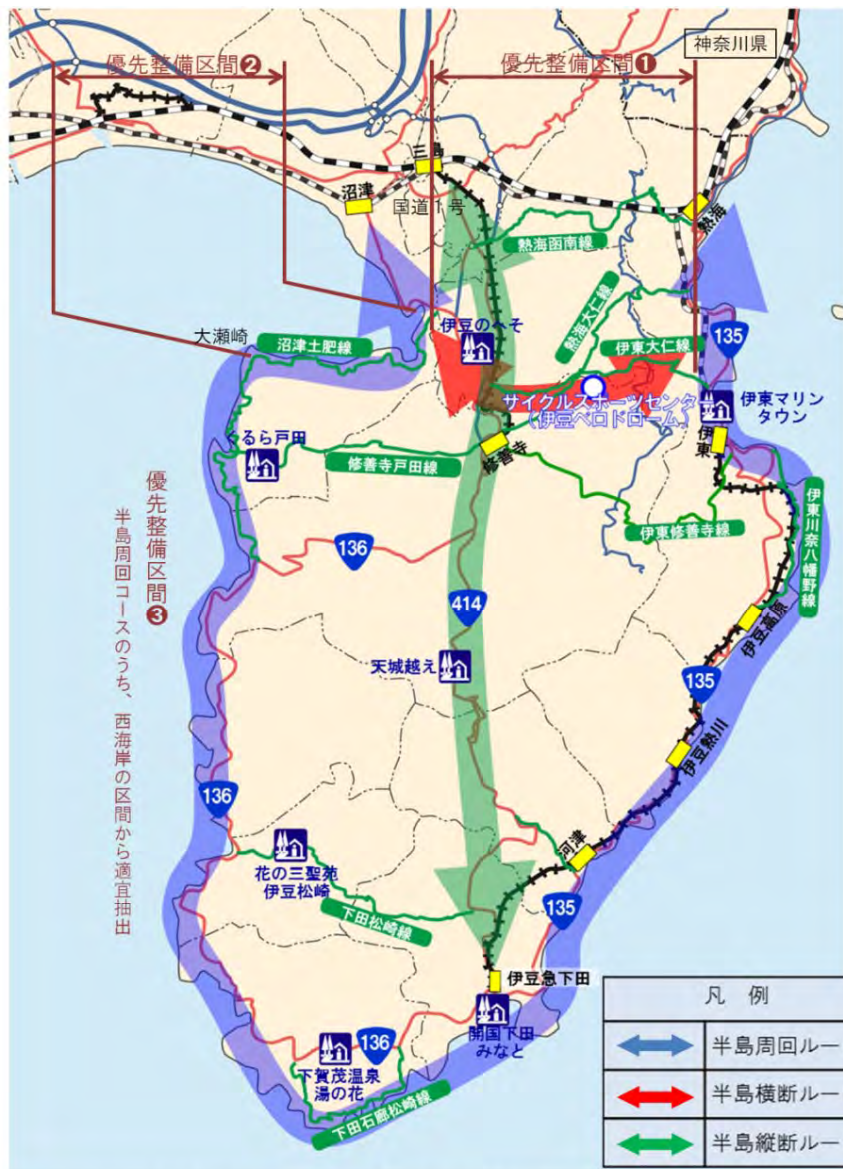 神奈川県
優先整備区間❷
優先整備区間❶
三島
沼津
国道1号
熱海
熱海函南線
熱海大仁線
伊豆のへそ
伊東大仁線
135
大瀬崎
沼津土肥線
サイクルスポーツセンター
(伊豆ベロドローム)
伊東マリン
タウン
くるら戸田
修善寺
伊東
修善寺戸田線
伊東修善寺線
伊東川奈八幡野線
優先整備区間❸
半島周回コースのうち、西海岸の区間から適宜抽出
136
414
伊豆高原
天城越え
135
伊豆熱川
136
花の三聖苑
伊豆松崎
河津
下田松崎線
135
伊豆急下田
開国下田
みなと
136
下賀茂温泉
湯の花
下田石廊松崎線
凡 例
半島周回ルー
半島横断ルー
半島縦断ルー